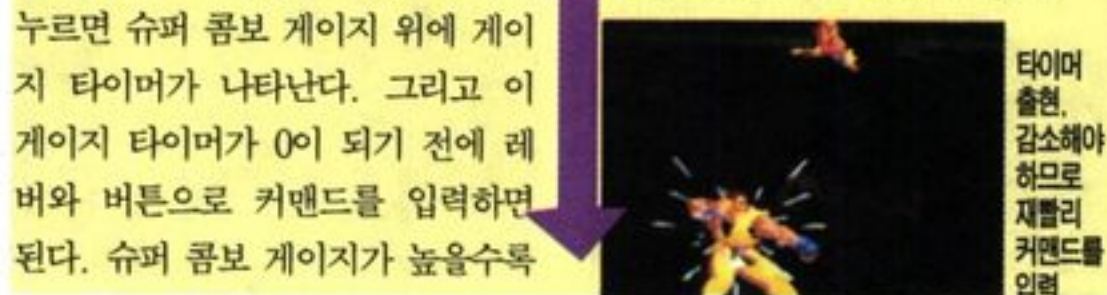 누르면 슈퍼 콤보 게이지 위에 게이
지 타이머가 나타난다. 그리고 이
게이지 타이머가 0이 되기 전에 레
버와 버튼으로 커맨드를 입력하면
된다. 슈퍼 콤보 게이지가 높을수록
타이머
출현.
감소해야
하므로
재빨리
커맨드를
입력